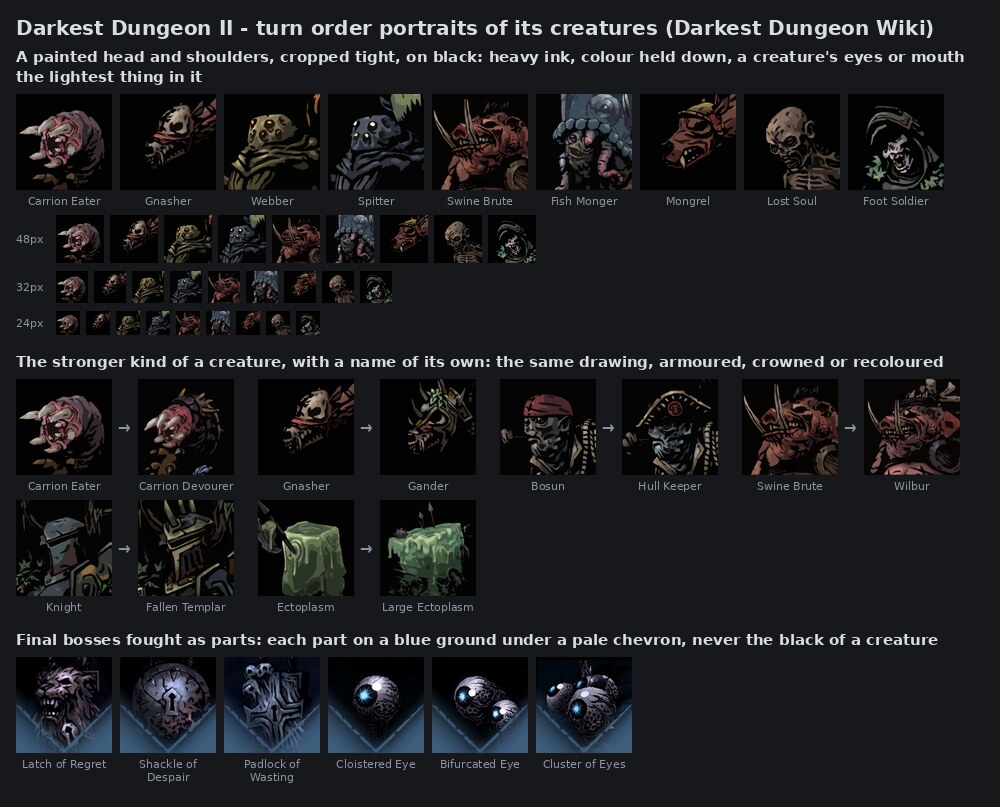 Darkest Dungeon II - turn order portraits of its creatures (Darkest Dungeon Wiki)
A painted head and shoulders, cropped tight, on black: heavy ink, colour held down, a creature's eyes or mouth
the lightest thing in it
Carrion Eater
Gnasher
Webber
Spitter
Swine Brute
Fish Monger
Mongrel
Lost Soul
Foot Soldier
48px
32px
24px
The stronger kind of a creature, with a name of its own: the same drawing, armoured, crowned or recoloured
→
→
→
→
Carrion Eater
Carrion Devourer
Gnasher
Gander
Bosun
Hull Keeper
Swine Brute
Wilbur
→
→
Knight
Fallen Templar
Ectoplasm
Large Ectoplasm
Final bosses fought as parts: each part on a blue ground under a pale chevron, never the black of a creature
Latch of Regret
Shackle of
Despair
Padlock of
Wasting
Cloistered Eye
Bifurcated Eye
Cluster of Eyes